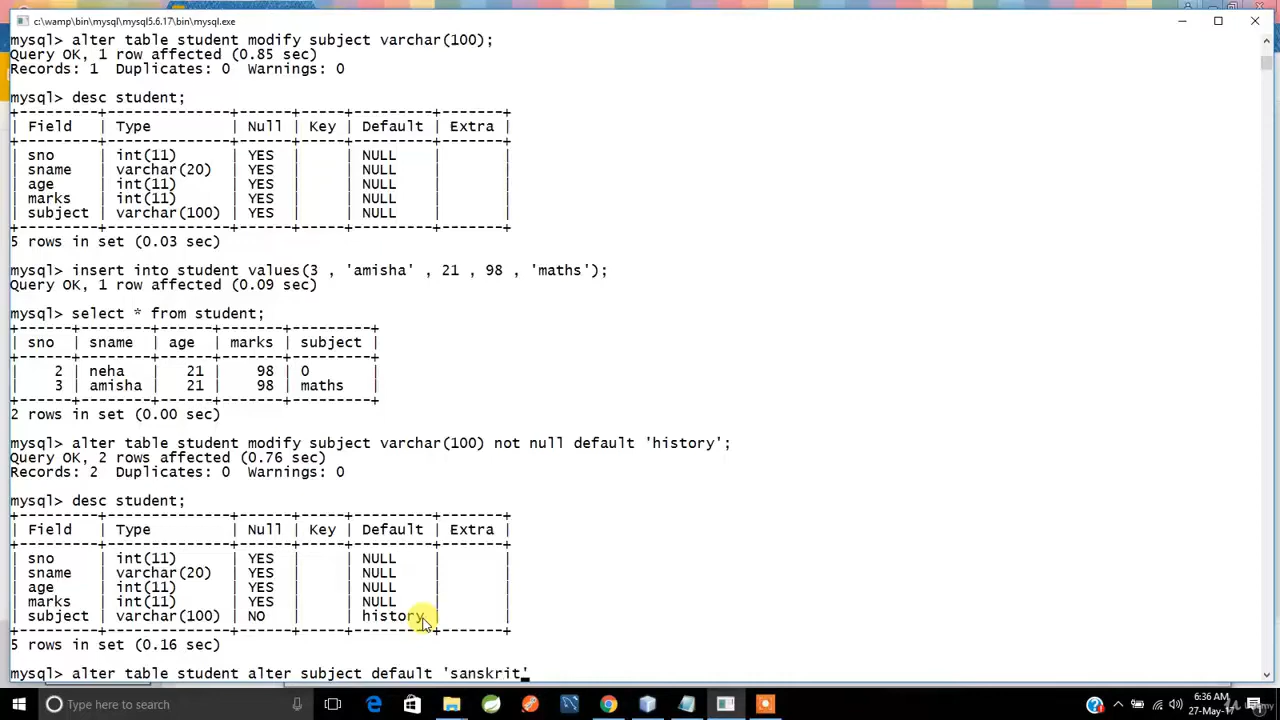 c:\wamp\bin\mysql\mysql5.6.17\bin\mysql.exe
mysql> alter table student modify subject varchar(100);
Query OK, 1 row affected (0.85 sec)
Records: 1  Duplicates: 0  Warnings: 0
mysql> desc student;
+---------+--------------+------+-----+---------+-------+
| Field   | Type         | Null | Key | Default | Extra |
+---------+--------------+------+-----+---------+-------+
| sno     | int(11)      | YES  |     | NULL    |       |
| sname   | varchar(20)  | YES  |     | NULL    |       |
| age     | int(11)      | YES  |     | NULL    |       |
| marks   | int(11)      | YES  |     | NULL    |       |
| subject | varchar(100) | YES  |     | NULL    |       |
+---------+--------------+------+-----+---------+-------+
5 rows in set (0.03 sec)
mysql> insert into student values(3 , 'amisha' , 21 , 98 , 'maths');
Query OK, 1 row affected (0.09 sec)
mysql> select * from student;
+------+--------+------+-------+---------+
| sno  | sname  | age  | marks | subject |
+------+--------+------+-------+---------+
|    2 | neha   |   21 |    98 | 0       |
|    3 | amisha |   21 |    98 | maths   |
+------+--------+------+-------+---------+
2 rows in set (0.00 sec)
mysql> alter table student modify subject varchar(100) not null default 'history';
Query OK, 2 rows affected (0.76 sec)
Records: 2  Duplicates: 0  Warnings: 0
mysql> desc student;
+---------+--------------+------+-----+---------+-------+
| Field   | Type         | Null | Key | Default | Extra |
+---------+--------------+------+-----+---------+-------+
| sno     | int(11)      | YES  |     | NULL    |       |
| sname   | varchar(20)  | YES  |     | NULL    |       |
| age     | int(11)      | YES  |     | NULL    |       |
| marks   | int(11)      | YES  |     | NULL    |       |
| subject | varchar(100) | NO   |     | history |       |
+---------+--------------+------+-----+---------+-------+
5 rows in set (0.16 sec)
mysql> alter table student alter subject default 'sanskrit'
Type here to search
6:36 AM
27-May-17